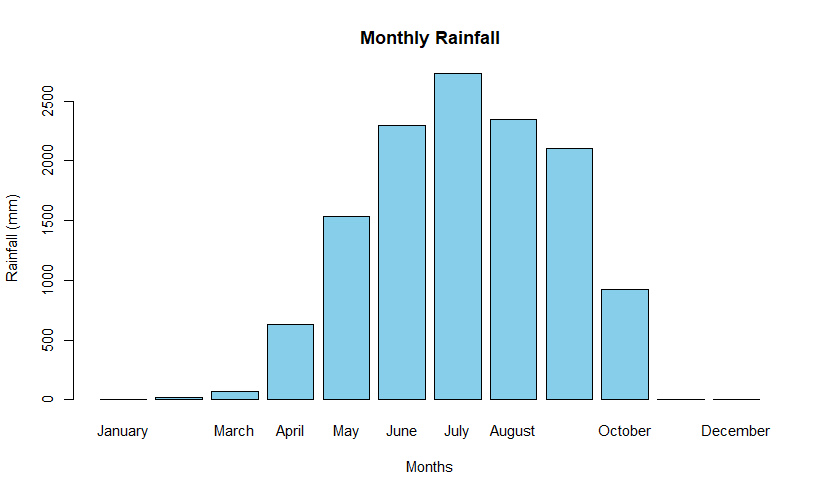 Monthly Rainfall
Rainfall (mm)
2500
2000
1500
1000
500
0
January March April May June July August October December
Months